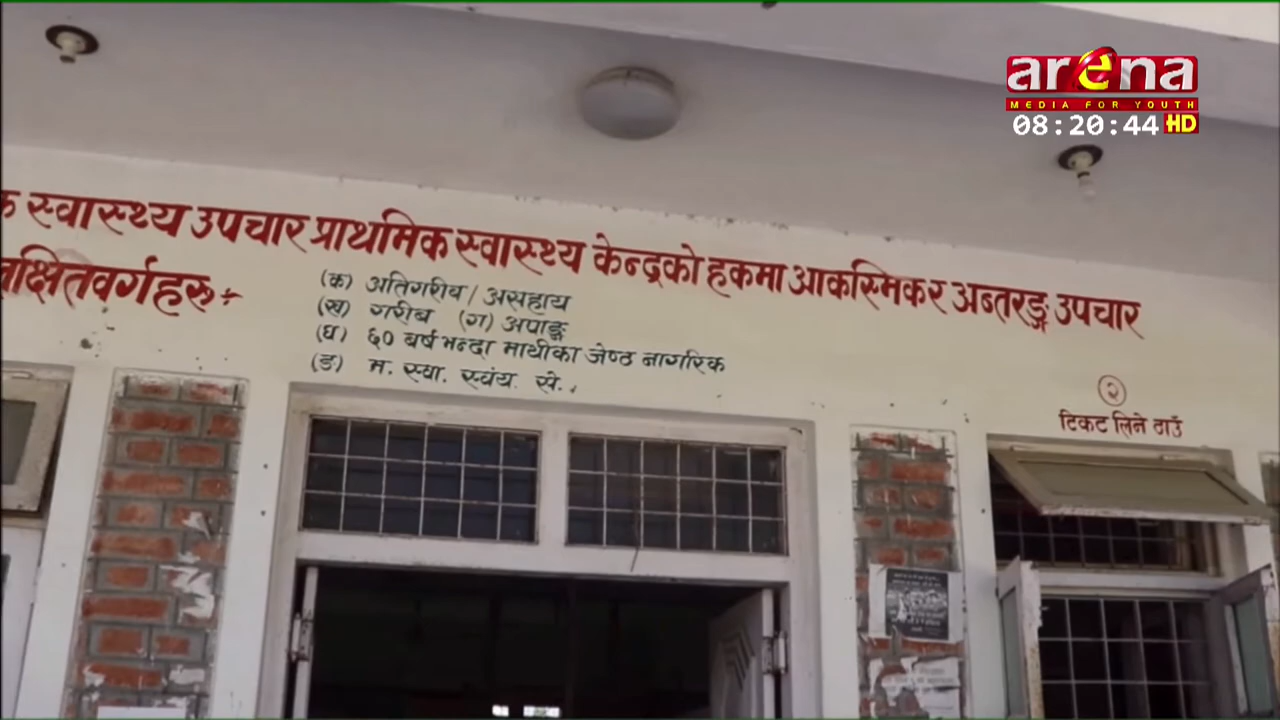 arena
MEDIA FOR YOUTH
08:20:44 HD
क स्वास्थ्य उपचार प्राथमिक स्वास्थ्य केन्द्रको हकमा आकस्मिकर अन्तरङ्ग उपचार
लक्षितवर्गहरू÷
(क) अतिगरीब / असहाय
(ख) गरीब (ग) अपाङ्ग
(घ) ६० बर्ष भन्दा माथीका जेष्ठ नागरिक
(ङ) म. स्वा. स्वंय. से.
२
टिकट लिने ठाउँ